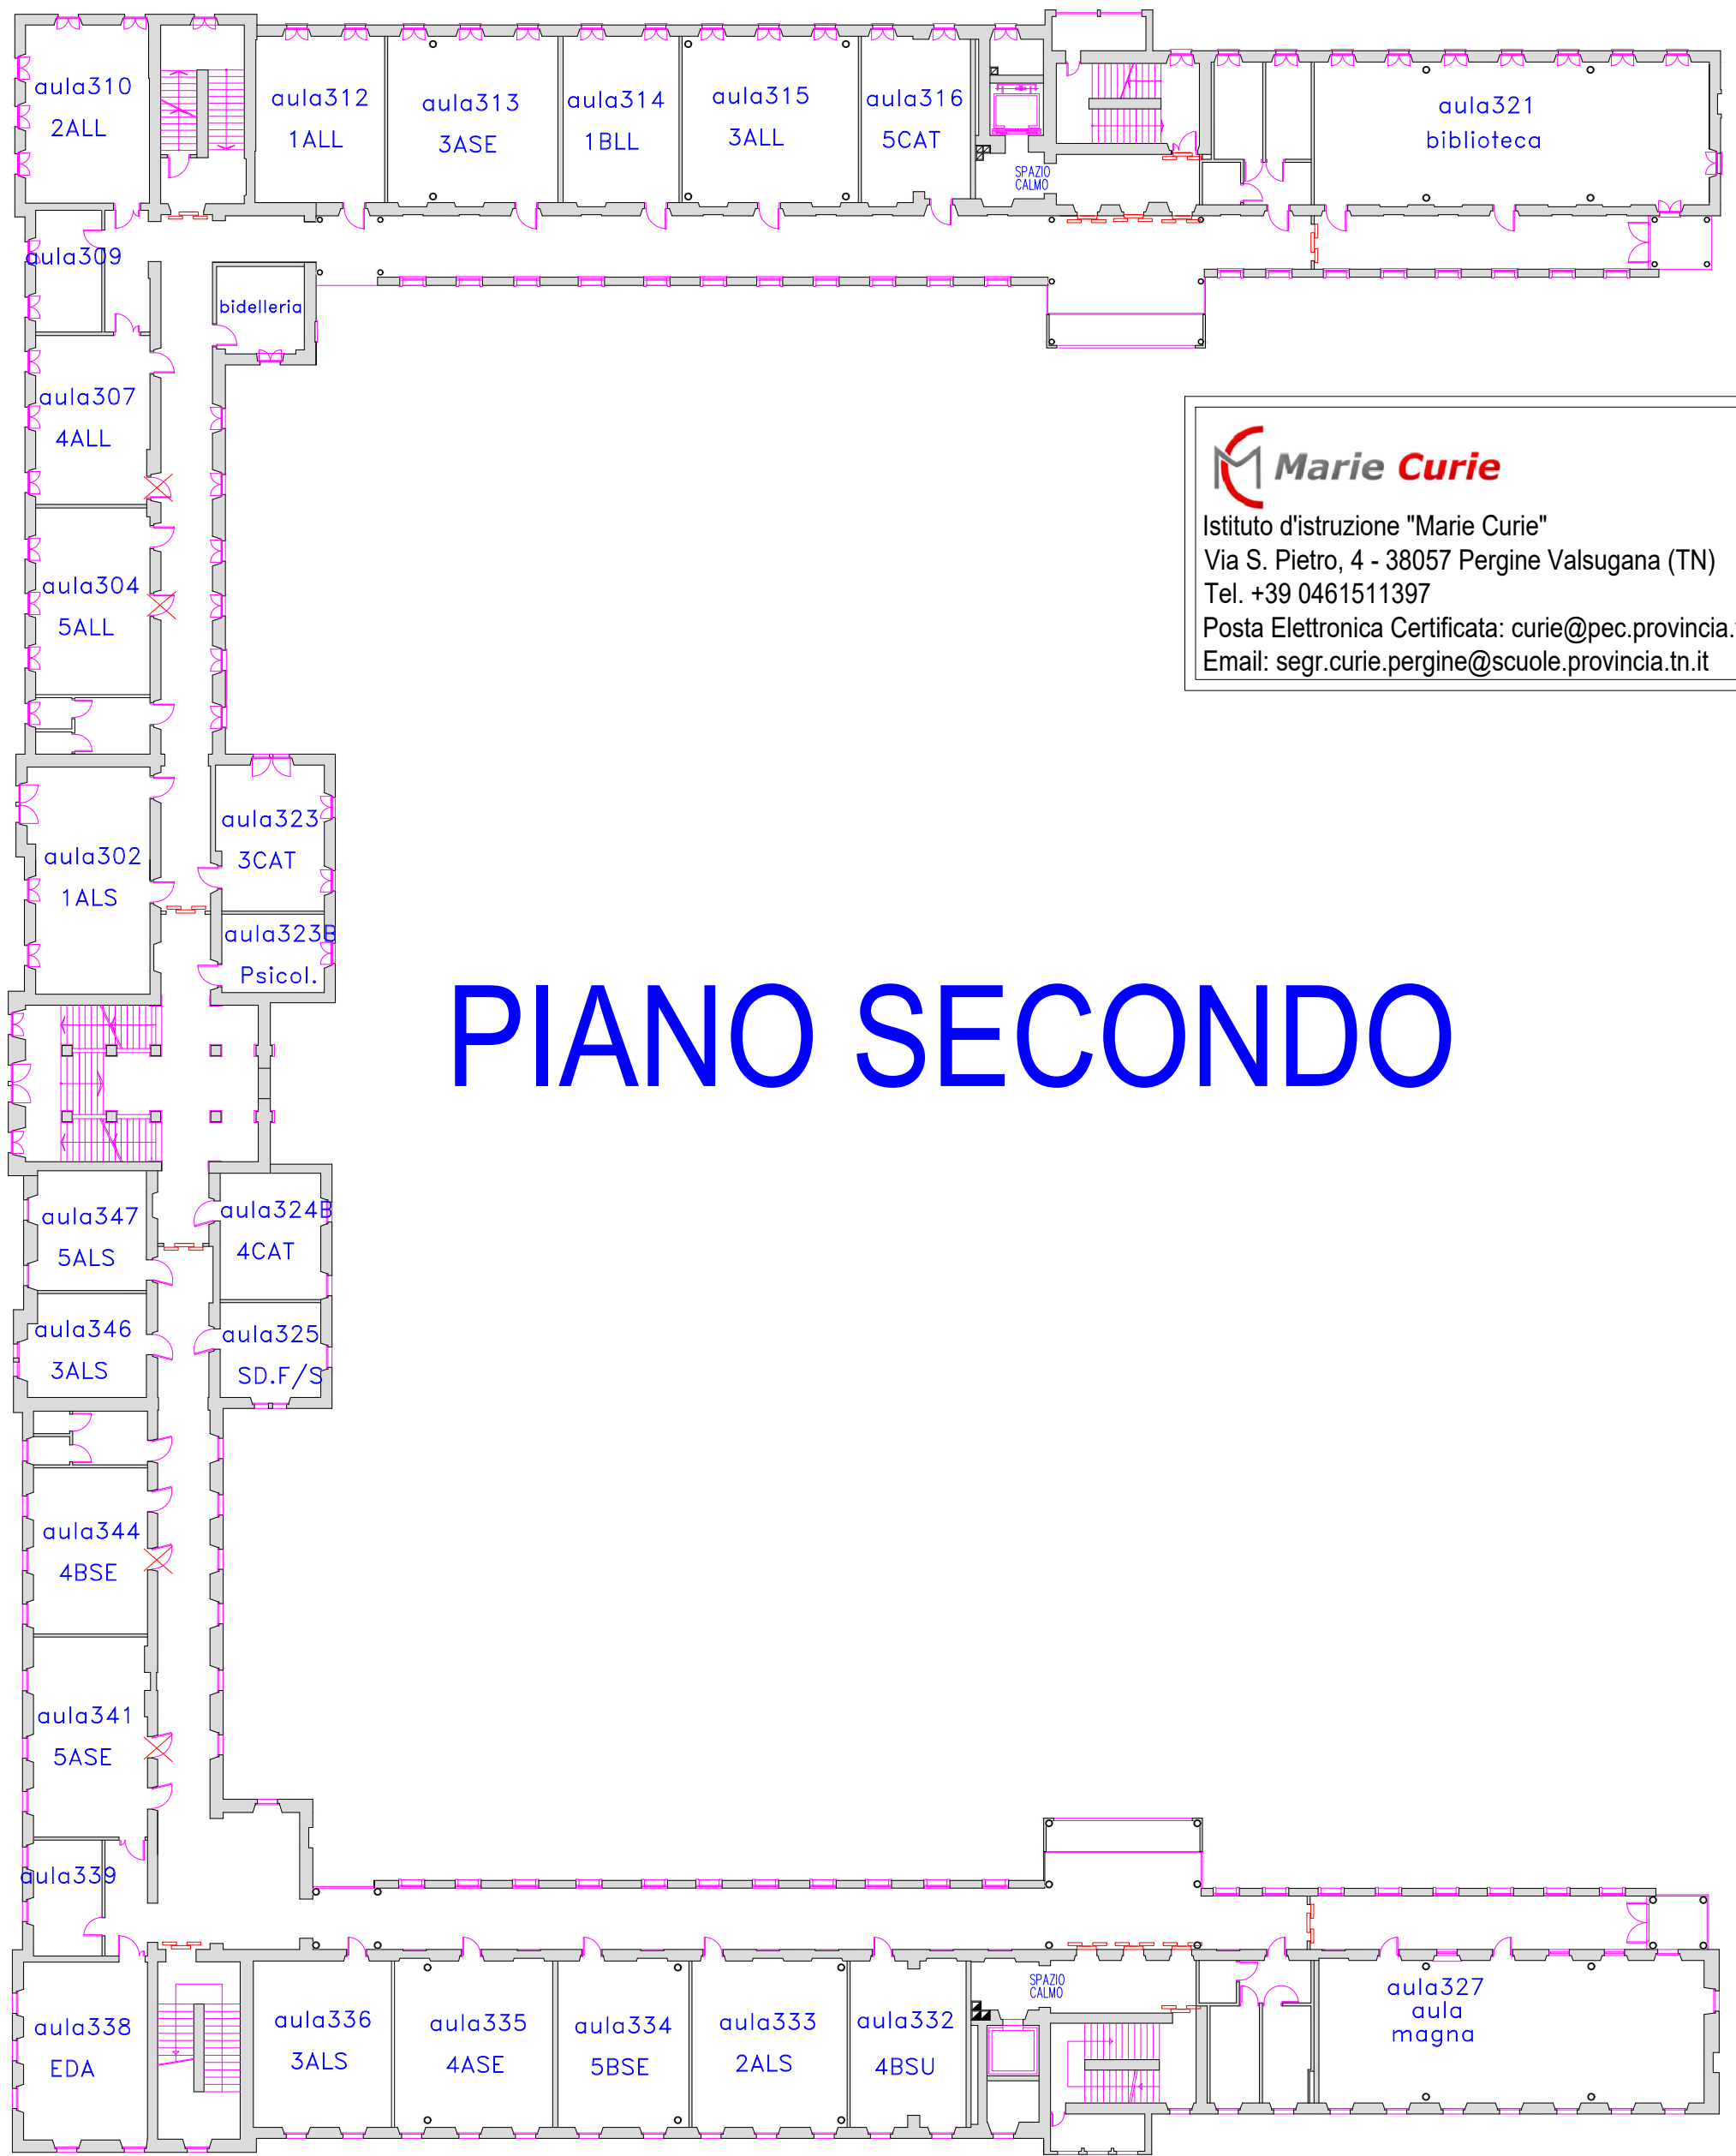 aula310
2ALL
aula312
1ALL
aula313
3ASE
aula314
1BLL
aula315
3ALL
aula316
5CAT
SPAZIO
CALMO
aula321
biblioteca
aula309
bidelleria
aula307
4ALL
Marie Curie
Istituto d'istruzione "Marie Curie"
Via S. Pietro, 4 - 38057 Pergine Valsugana (TN)
Tel. +39 0461511397
Posta Elettronica Certificata: curie@pec.provincia.
Email: segr.curie.pergine@scuole.provincia.tn.it
aula304
5ALL
aula323
3CAT
aula302
1ALS
aula323B
Psicol.
PIANO SECONDO
aula347
5ALS
aula324B
4CAT
aula346
3ALS
aula325
SD.F/S
aula344
4BSE
aula341
5ASE
aula339
aula338
EDA
aula336
3ALS
aula335
4ASE
aula334
5BSE
aula333
2ALS
aula332
4BSU
SPAZIO
CALMO
aula327
aula
magna